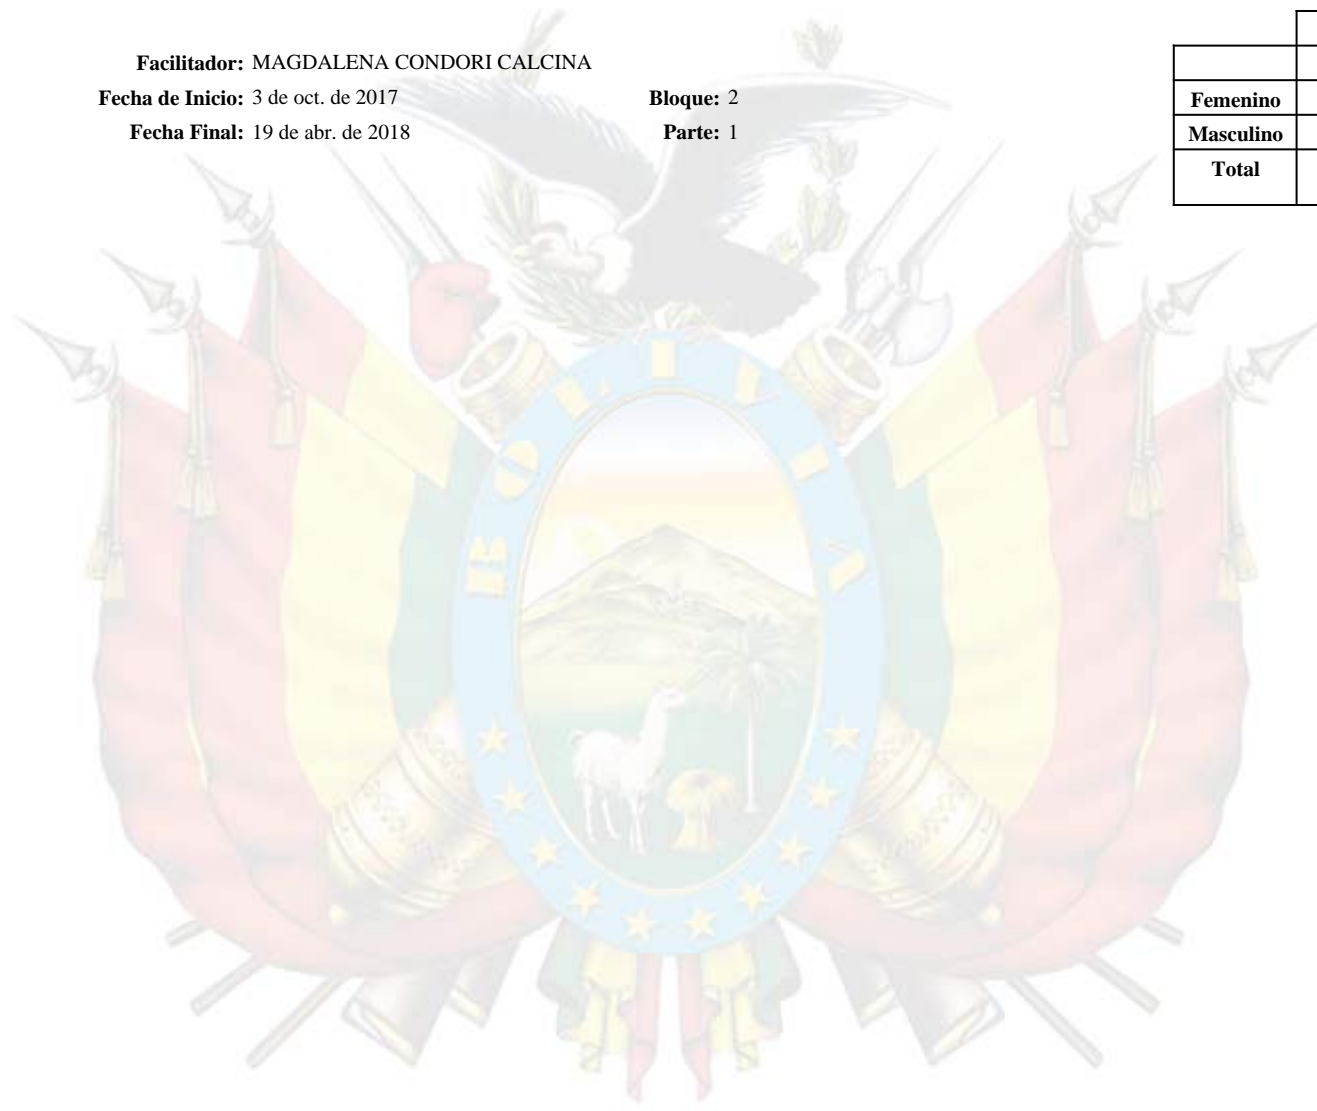 Facilitador: MAGDALENA CONDORI CALCINA
Fecha de Inicio: 3 de oct. de 2017 Bloque: 2
Fecha Final: 19 de abr. de 2018 Parte: 1
Femenino
Masculino
Total
BOLIVIA